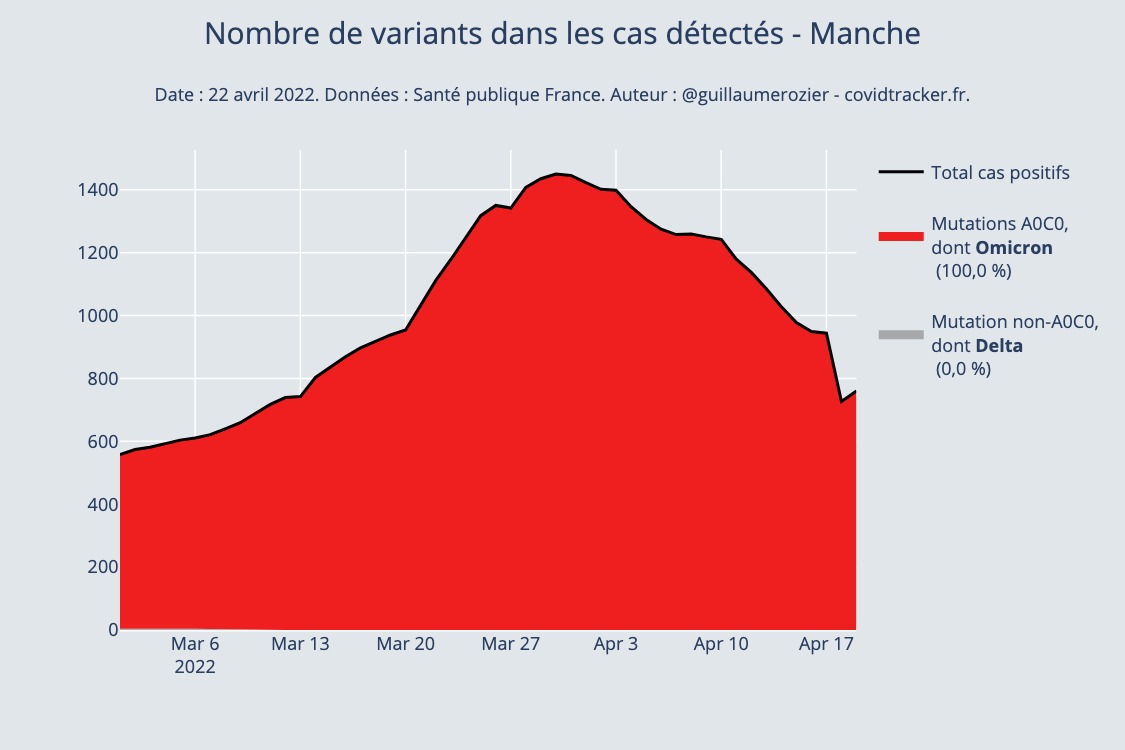 Nombre de variants dans les cas détectés - Manche
Date : 22 avril 2022. Données : Santé publique France. Auteur : @guillaumerozier - covidtracker.fr.
1400
1200
1000
800
600
400
200
0
Mar 6
2022
Mar 13
Mar 20
Mar 27
Apr 3
Apr 10
Apr 17
Total cas positifs
Mutations A0C0,
dont Omicron
(100,0 %)
Mutation non-A0C0,
dont Delta
(0,0 %)